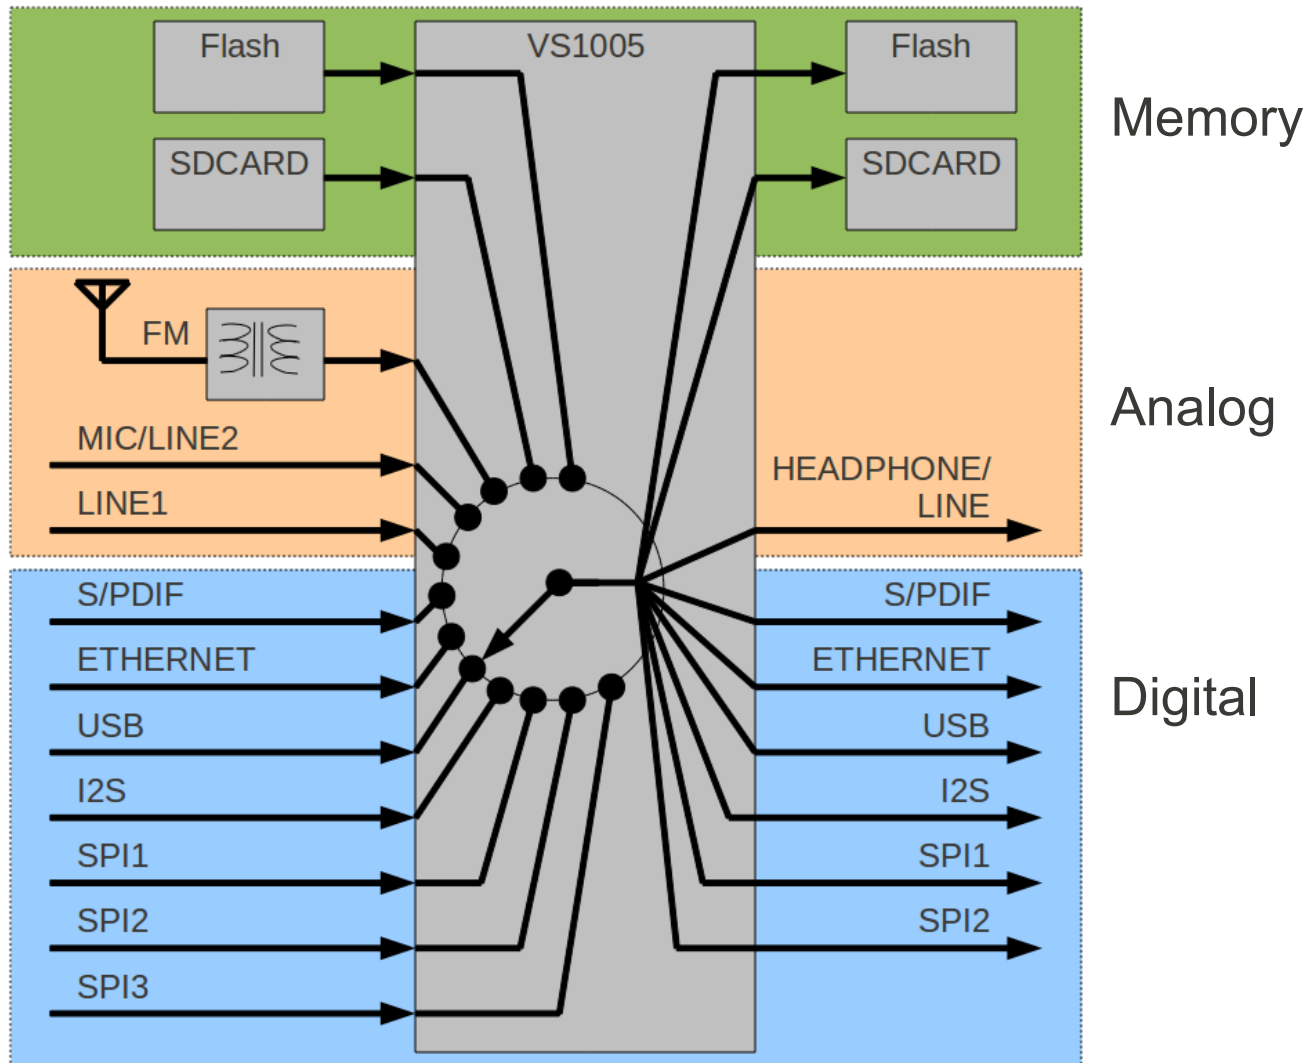 Flash
VS1005
Flash
Memory
SDCARD
SDCARD
FM
Analog
MIC/LINE2
HEADPHONE/
LINE
LINE1
S/PDIF
S/PDIF
ETHERNET
ETHERNET
Digital
USB
USB
I2S
I2S
SPI1
SPI1
SPI2
SPI2
SPI3